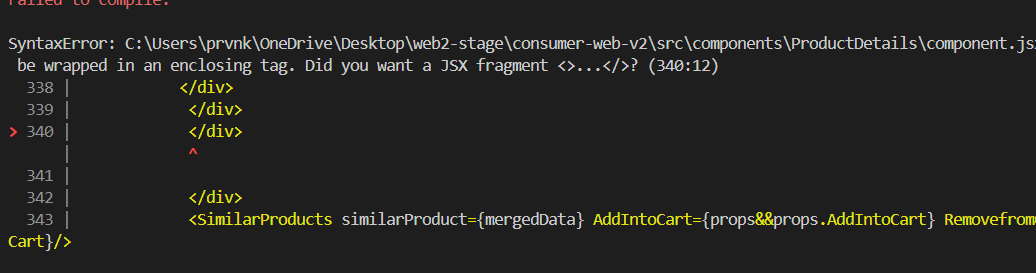 Failed to compile.
SyntaxError: C:\Users\prvnk\OneDrive\Desktop\web2-stage\consumer-web-v2\src\components\ProductDetails\component.jsx
be wrapped in an enclosing tag. Did you want a JSX fragment <>...</>? (340:12)
338 | </div>
339 | </div>
> 340 | </div>
| ^
341 |
342 | </div>
343 | <SimilarProducts similarProduct={mergedData} AddIntoCart={props&&props.AddIntoCart} Removefrom
Cart}/>